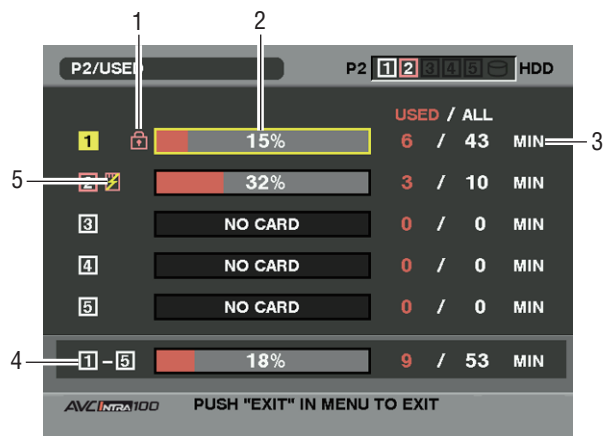 1 2
P2/USED P2 1 2 3 4 5 HDD
USED / ALL
1 15% 6 / 43 MIN 3
5 2 32% 3 / 10 MIN
3 NO CARD 0 / 0 MIN
4 NO CARD 0 / 0 MIN
5 NO CARD 0 / 0 MIN
4 1 – 5 18% 9 / 53 MIN
AVC INTRA 100 PUSH "EXIT" IN MENU TO EXIT